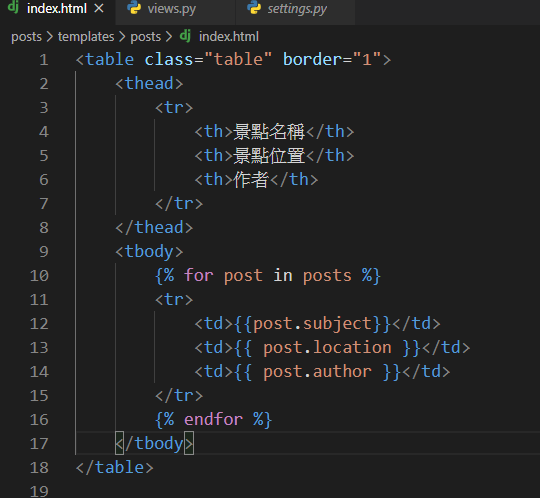 index.html views.py settings.py
posts > templates > posts > index.html
1 <table class="table" border="1">
2 <thead>
3 <tr>
4 <th>景點名稱</th>
5 <th>景點位置</th>
6 <th>作者</th>
7 </tr>
8 </thead>
9 <tbody>
10 {% for post in posts %}
11 <tr>
12 <td>{{post.subject}}</td>
13 <td>{{ post.location }}</td>
14 <td>{{ post.author }}</td>
15 </tr>
16 {% endfor %}
17 </tbody>
18 </table>
19